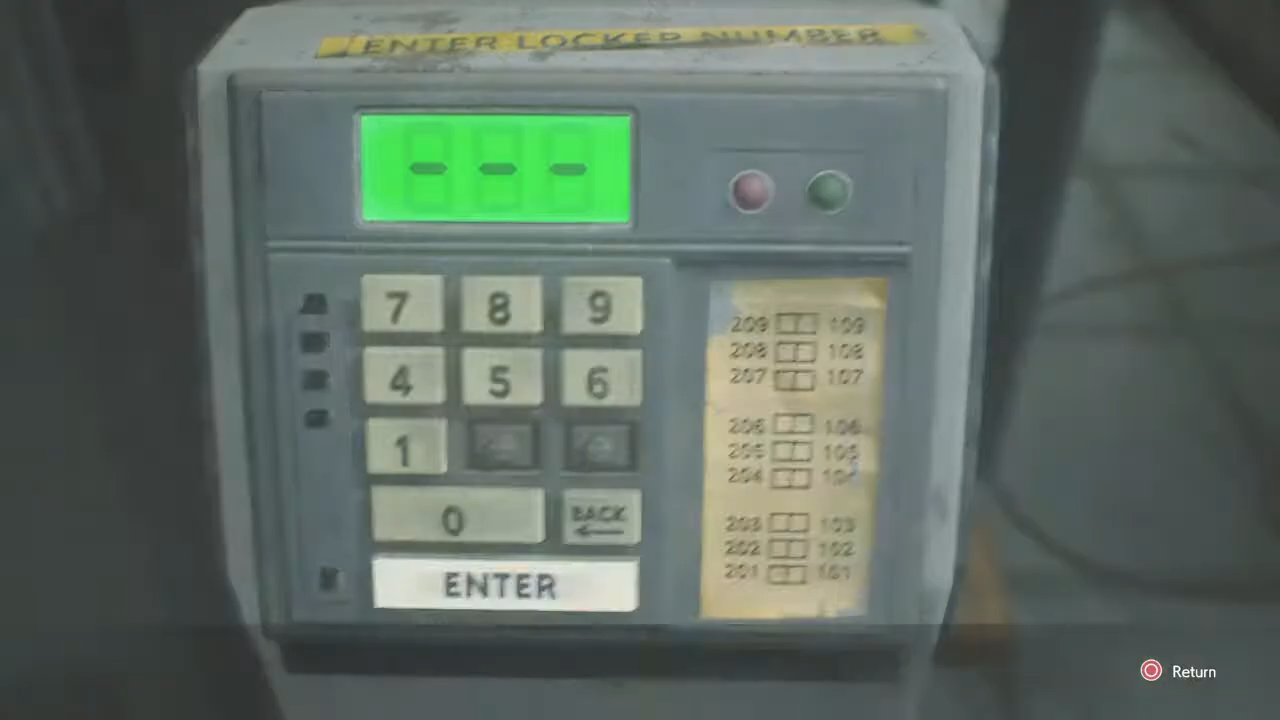 ENTER LOCKER NUMBER
- - -
7 8 9
4 5 6
1
0 BACK
ENTER
209 109
208 108
207 107
206 106
205 105
204 104
203 103
202 102
201 101
Return